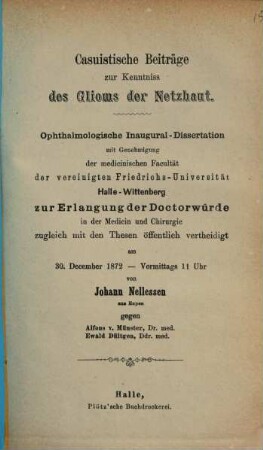 Casuistische Beiträge
zur Kenntniss
des Glioms der Netzhaut.
Ophthalmologische Inaugural-Dissertation
mit Genehmigung
der medicinischen Facultät
der vereinigten Friedrichs-Universität
Halle-Wittenberg
zur Erlangung der Doctorwürde
in der Medicin und Chirurgie
zugleich mit den Thesen öffentlich vertheidigt
am
30. December 1872 — Vormittags 11 Uhr
von
Johann Nellessen
aus
gegen
Alfons v. Münster, Dr. med.
Ewald Dültgen, Ddr. med.
Halle,
Plötz'sche Buchdruckerei.